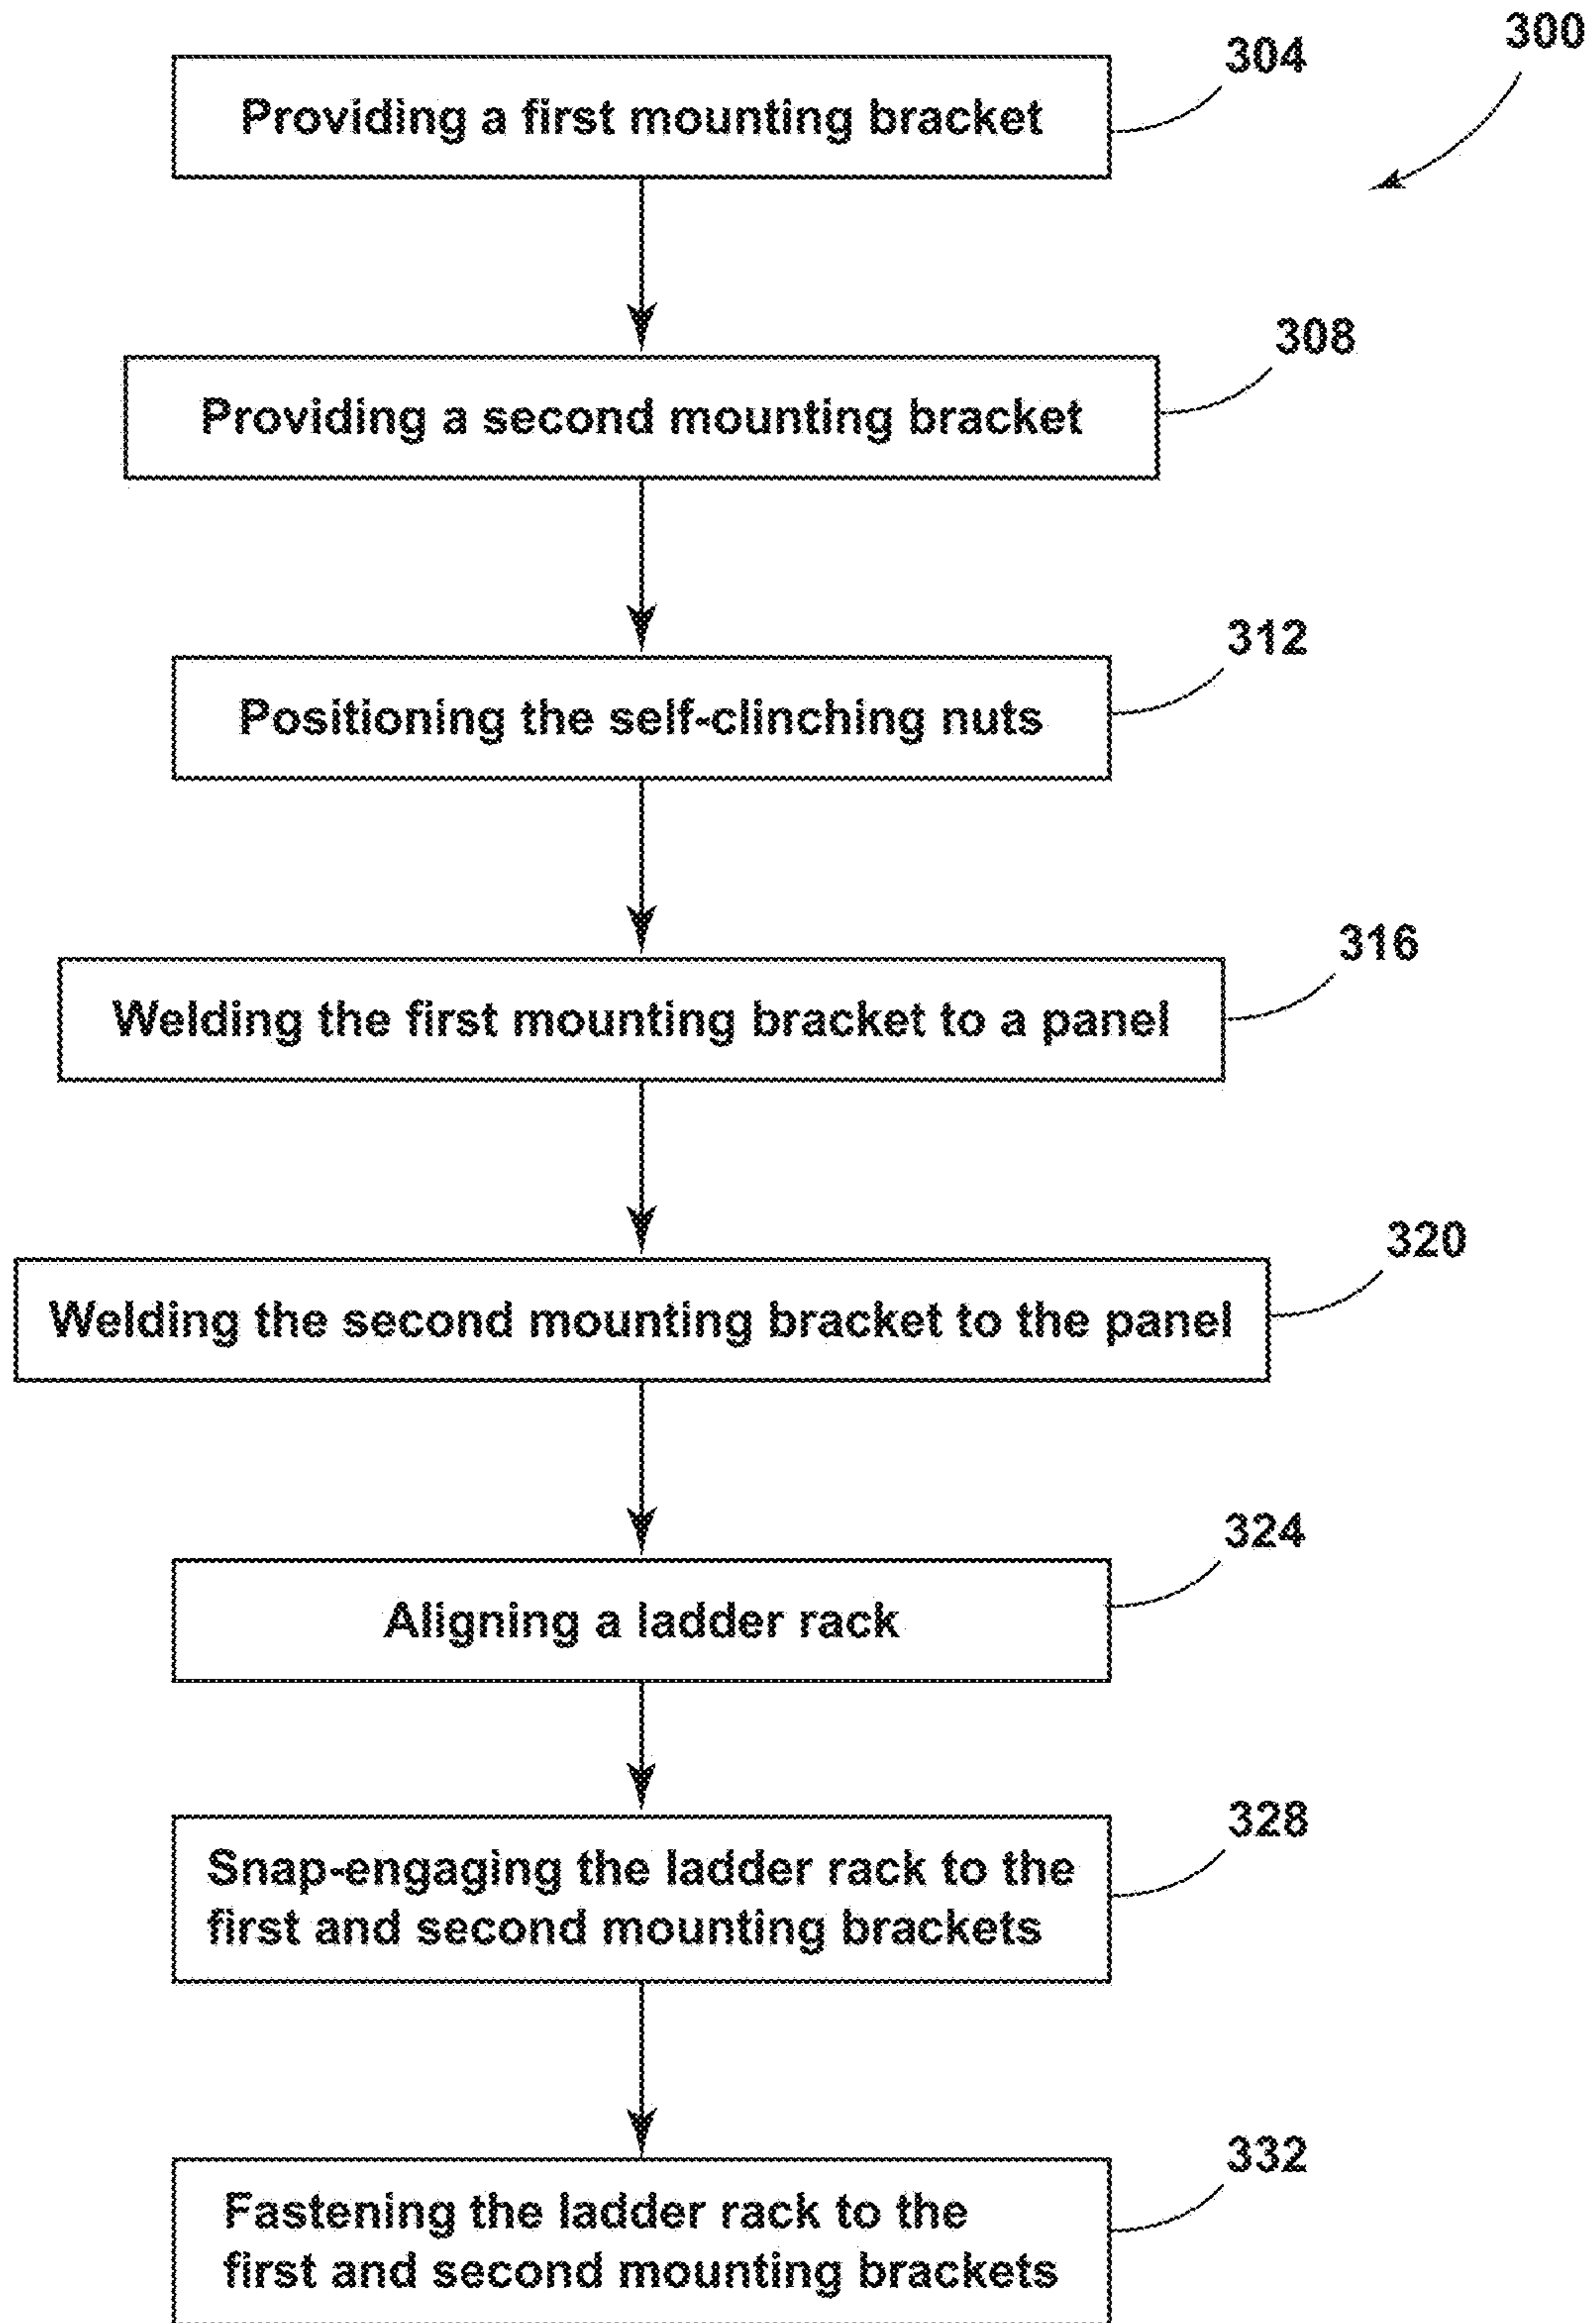 300
304
Providing a first mounting bracket
308
Providing a second mounting bracket
312
Positioning the self-clinching nuts
316
Welding the first mounting bracket to a panel
320
Welding the second mounting bracket to the panel
324
Aligning a ladder rack
328
Snap-engaging the ladder rack to the
first and second mounting brackets
332
Fastening the ladder rack to the
first and second mounting brackets